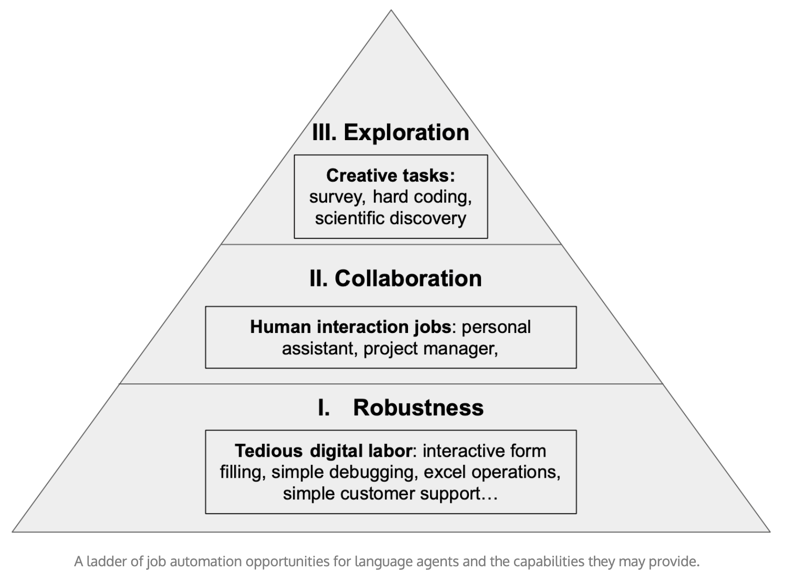 III. Exploration
Creative tasks:
survey, hard coding,
scientific discovery
II. Collaboration
Human interaction jobs: personal
assistant, project manager,
I. Robustness
Tedious digital labor: interactive form
filling, simple debugging, excel operations,
simple customer support…
A ladder of job automation opportunities for language agents and the capabilities they may provide.